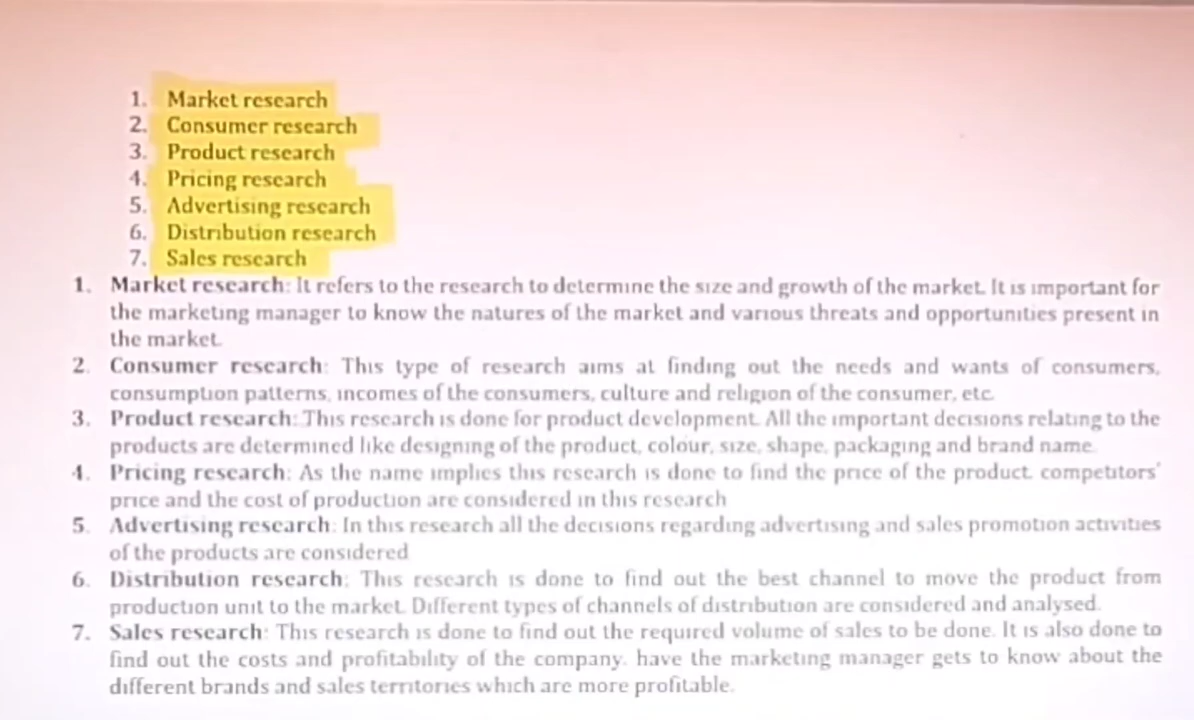 1. Market research
2. Consumer research
3. Product research
4. Pricing research
5. Advertising research
6. Distribution research
7. Sales research
1. Market research: It refers to the research to determine the size and growth of the market. It is important for
the marketing manager to know the natures of the market and various threats and opportunities present in
the market.
2. Consumer research: This type of research aims at finding out the needs and wants of consumers,
consumption patterns, incomes of the consumers, culture and religion of the consumer, etc.
3. Product research: This research is done for product development. All the important decisions relating to the
products are determined like designing of the product, colour, size, shape, packaging and brand name.
4. Pricing research: As the name implies this research is done to find the price of the product. competitors'
price and the cost of production are considered in this research
5. Advertising research: In this research all the decisions regarding advertising and sales promotion activities
of the products are considered
6. Distribution research: This research is done to find out the best channel to move the product from
production unit to the market. Different types of channels of distribution are considered and analysed.
7. Sales research: This research is done to find out the required volume of sales to be done. It is also done to
find out the costs and profitability of the company. have the marketing manager gets to know about the
different brands and sales territories which are more profitable.